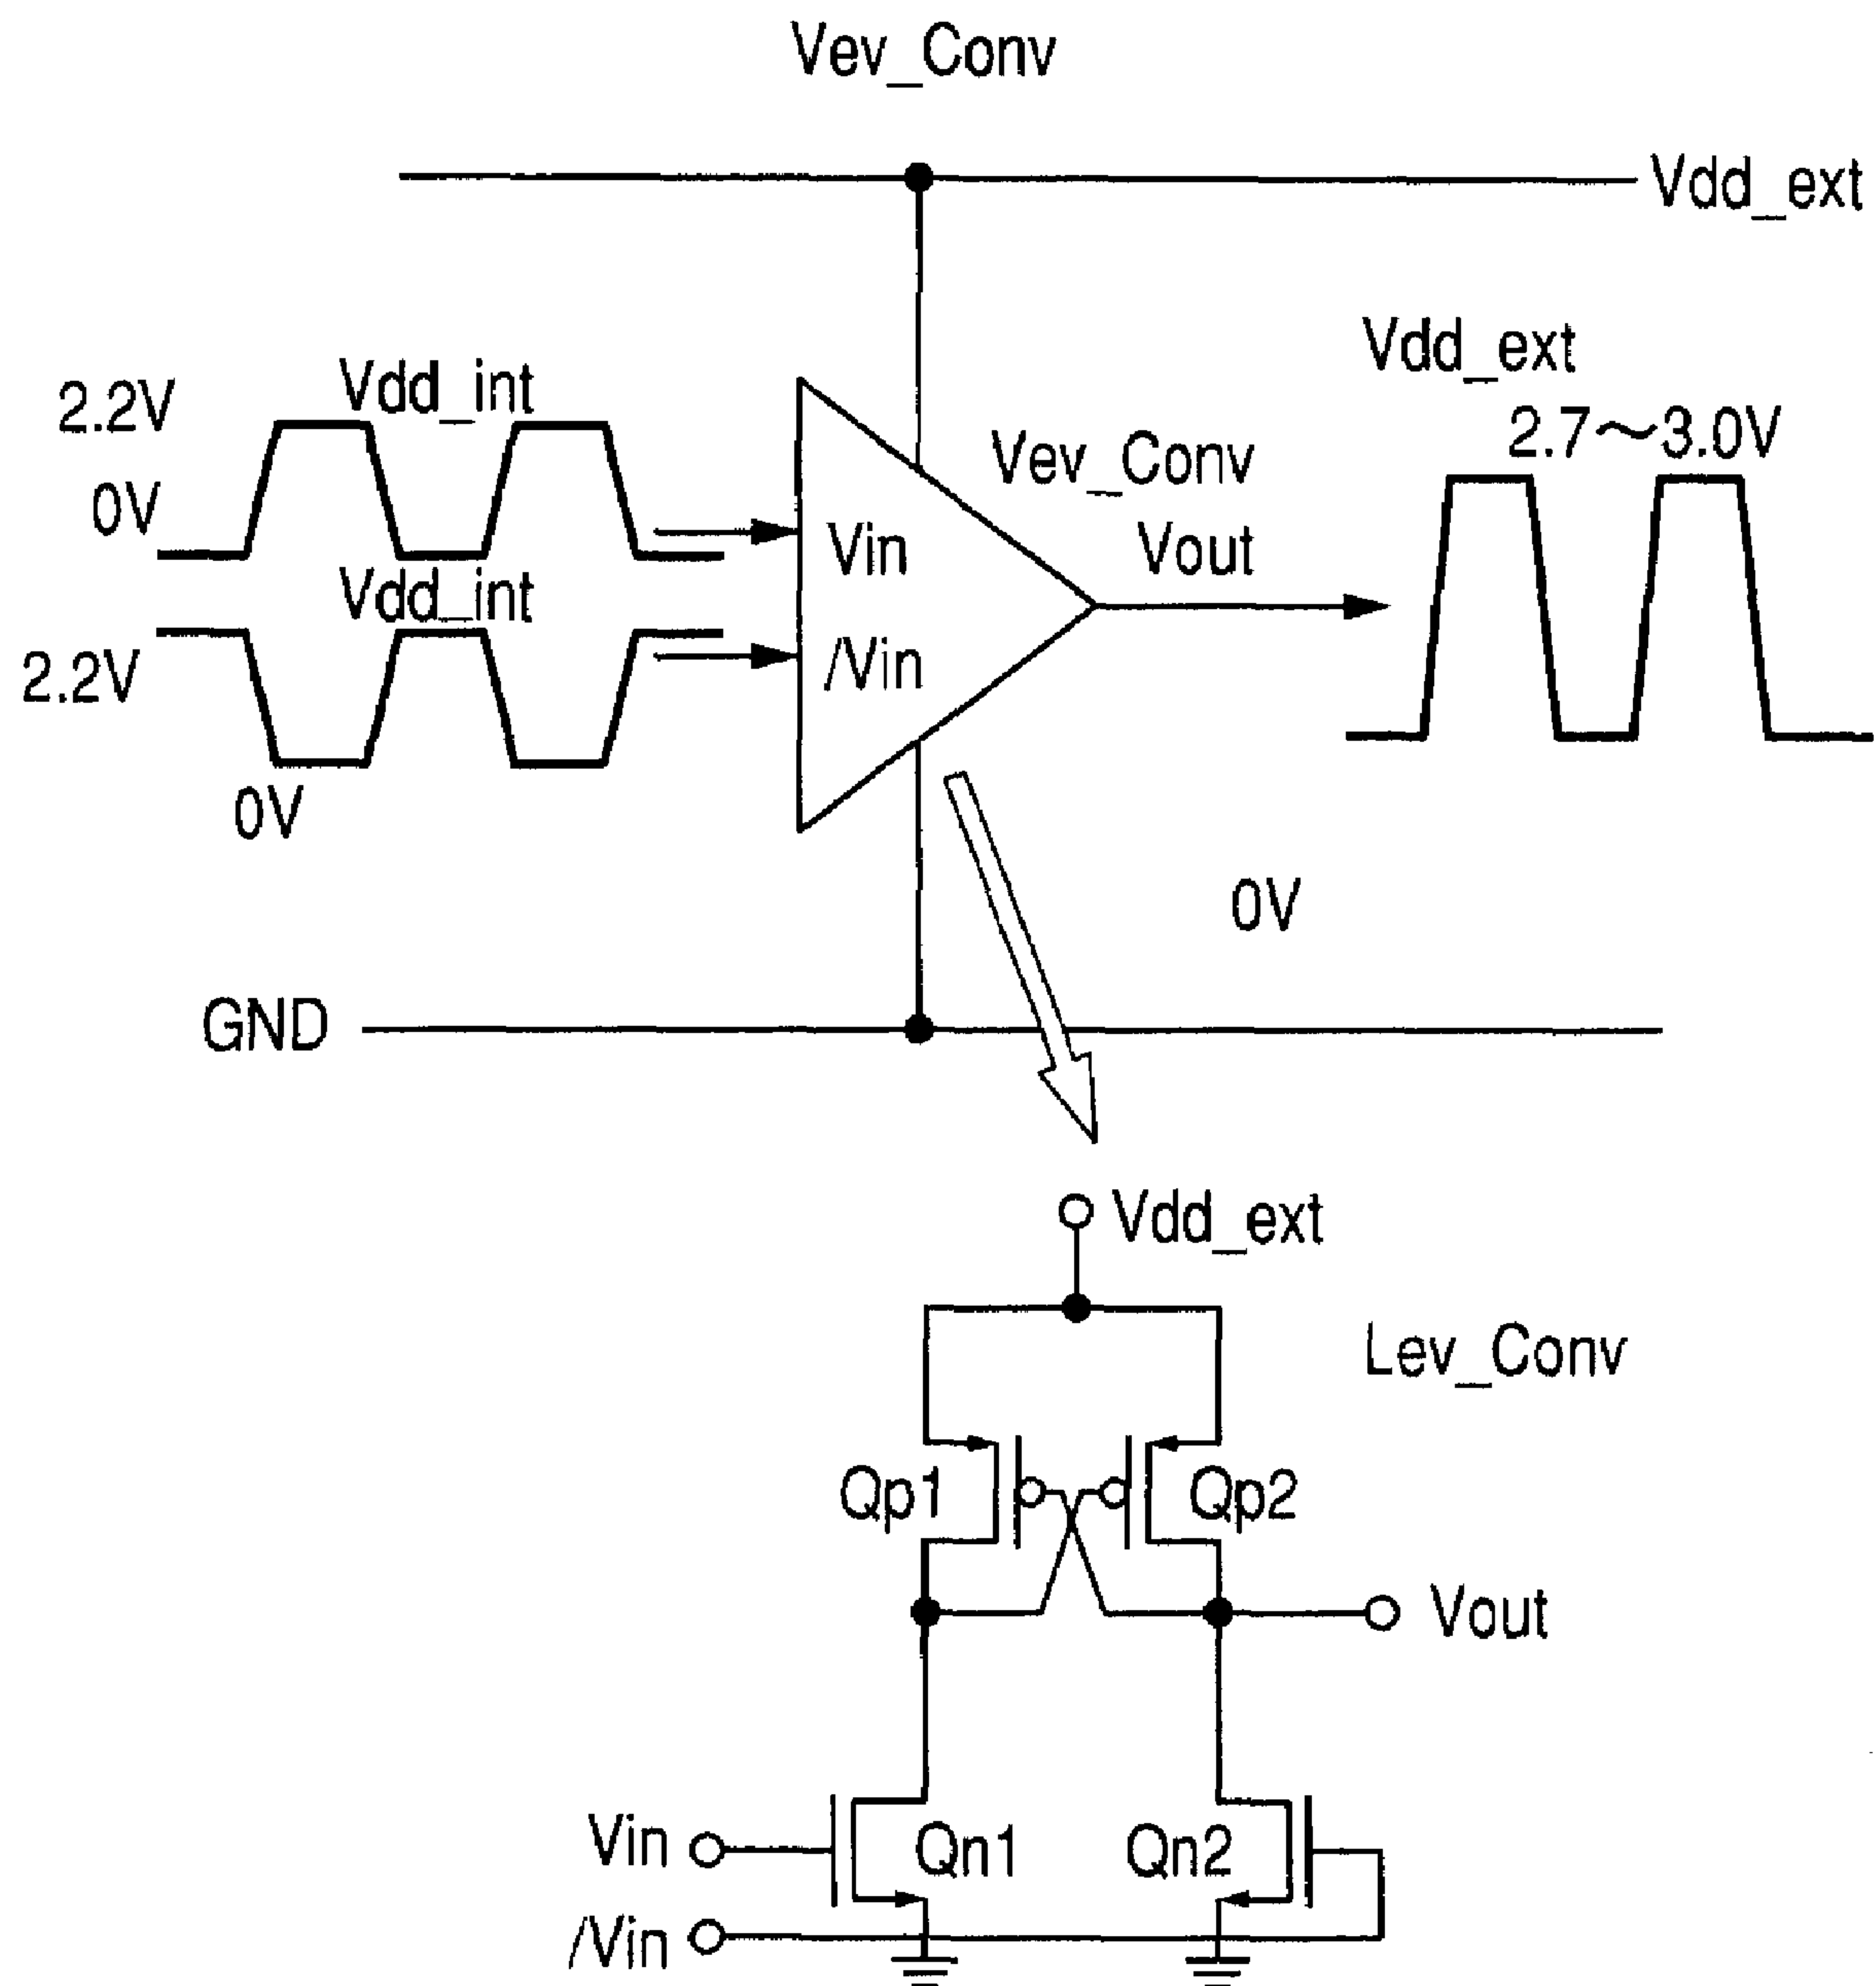 Vev_Conv
Vdd_ext
Vdd_ext
2.7～3.0V
2.2V
Vdd_int
0V
Vev_Conv
Vin
Vout
Vdd_int
2.2V
/Vin
0V
0V
GND
Vdd_ext
Lev_Conv
Qp1
Qp2
Vout
Vin
Qn1
Qn2
/Vin